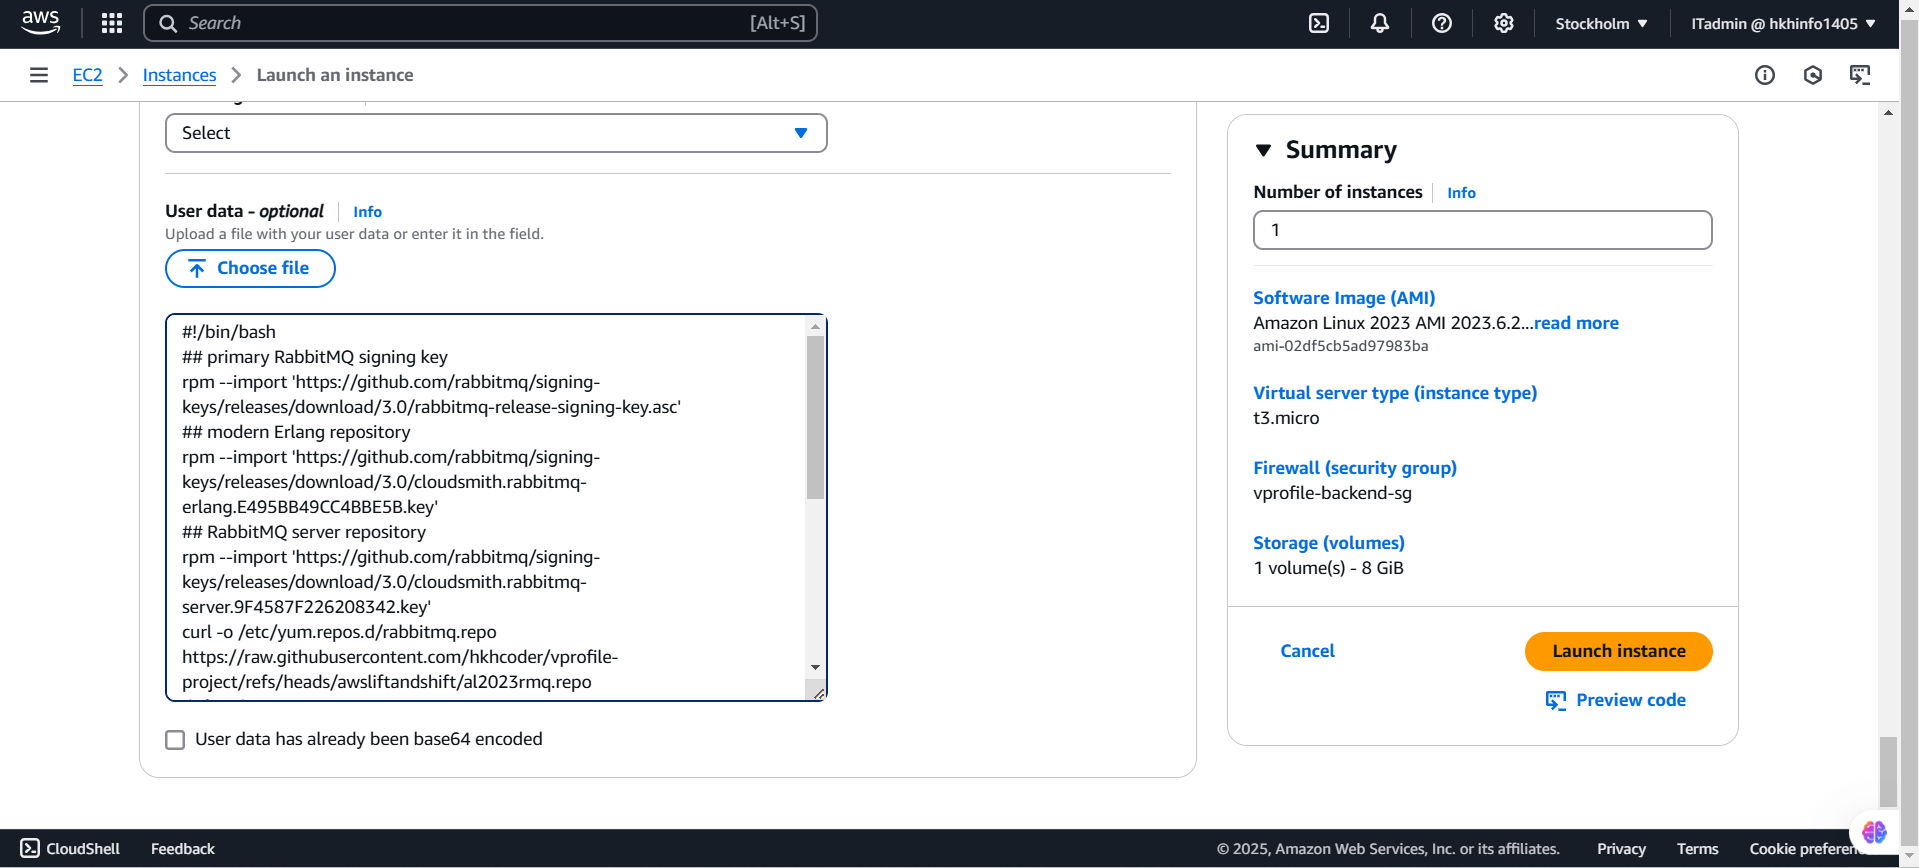 aws
Search
[Alt+S]
Stockholm
ITadmin @ hkhinfo1405
EC2
Instances
Launch an instance
Select
User data - optional
Info
Upload a file with your user data or enter it in the field.
Choose file
#!/bin/bash
## primary RabbitMQ signing key
rpm --import 'https://github.com/rabbitmq/signing-
keys/releases/download/3.0/rabbitmq-release-signing-key.asc'
## modern Erlang repository
rpm --import 'https://github.com/rabbitmq/signing-
keys/releases/download/3.0/cloudsmith.rabbitmq-
erlang.E495BB49CC4BBE5B.key'
## RabbitMQ server repository
rpm --import 'https://github.com/rabbitmq/signing-
keys/releases/download/3.0/cloudsmith.rabbitmq-
server.9F4587F226208342.key'
curl -o /etc/yum.repos.d/rabbitmq.repo
https://raw.githubusercontent.com/hkhcoder/vprofile-
project/refs/heads/awsliftandshift/al2023rmq.repo
User data has already been base64 encoded
Summary
Number of instances
Info
1
Software Image (AMI)
Amazon Linux 2023 AMI 2023.6.2...read more
ami-02df5cb5ad97983ba
Virtual server type (instance type)
t3.micro
Firewall (security group)
vprofile-backend-sg
Storage (volumes)
1 volume(s) - 8 GiB
Cancel
Launch instance
Preview code
CloudShell
Feedback
© 2025, Amazon Web Services, Inc. or its affiliates.
Privacy
Terms
Cookie preferen